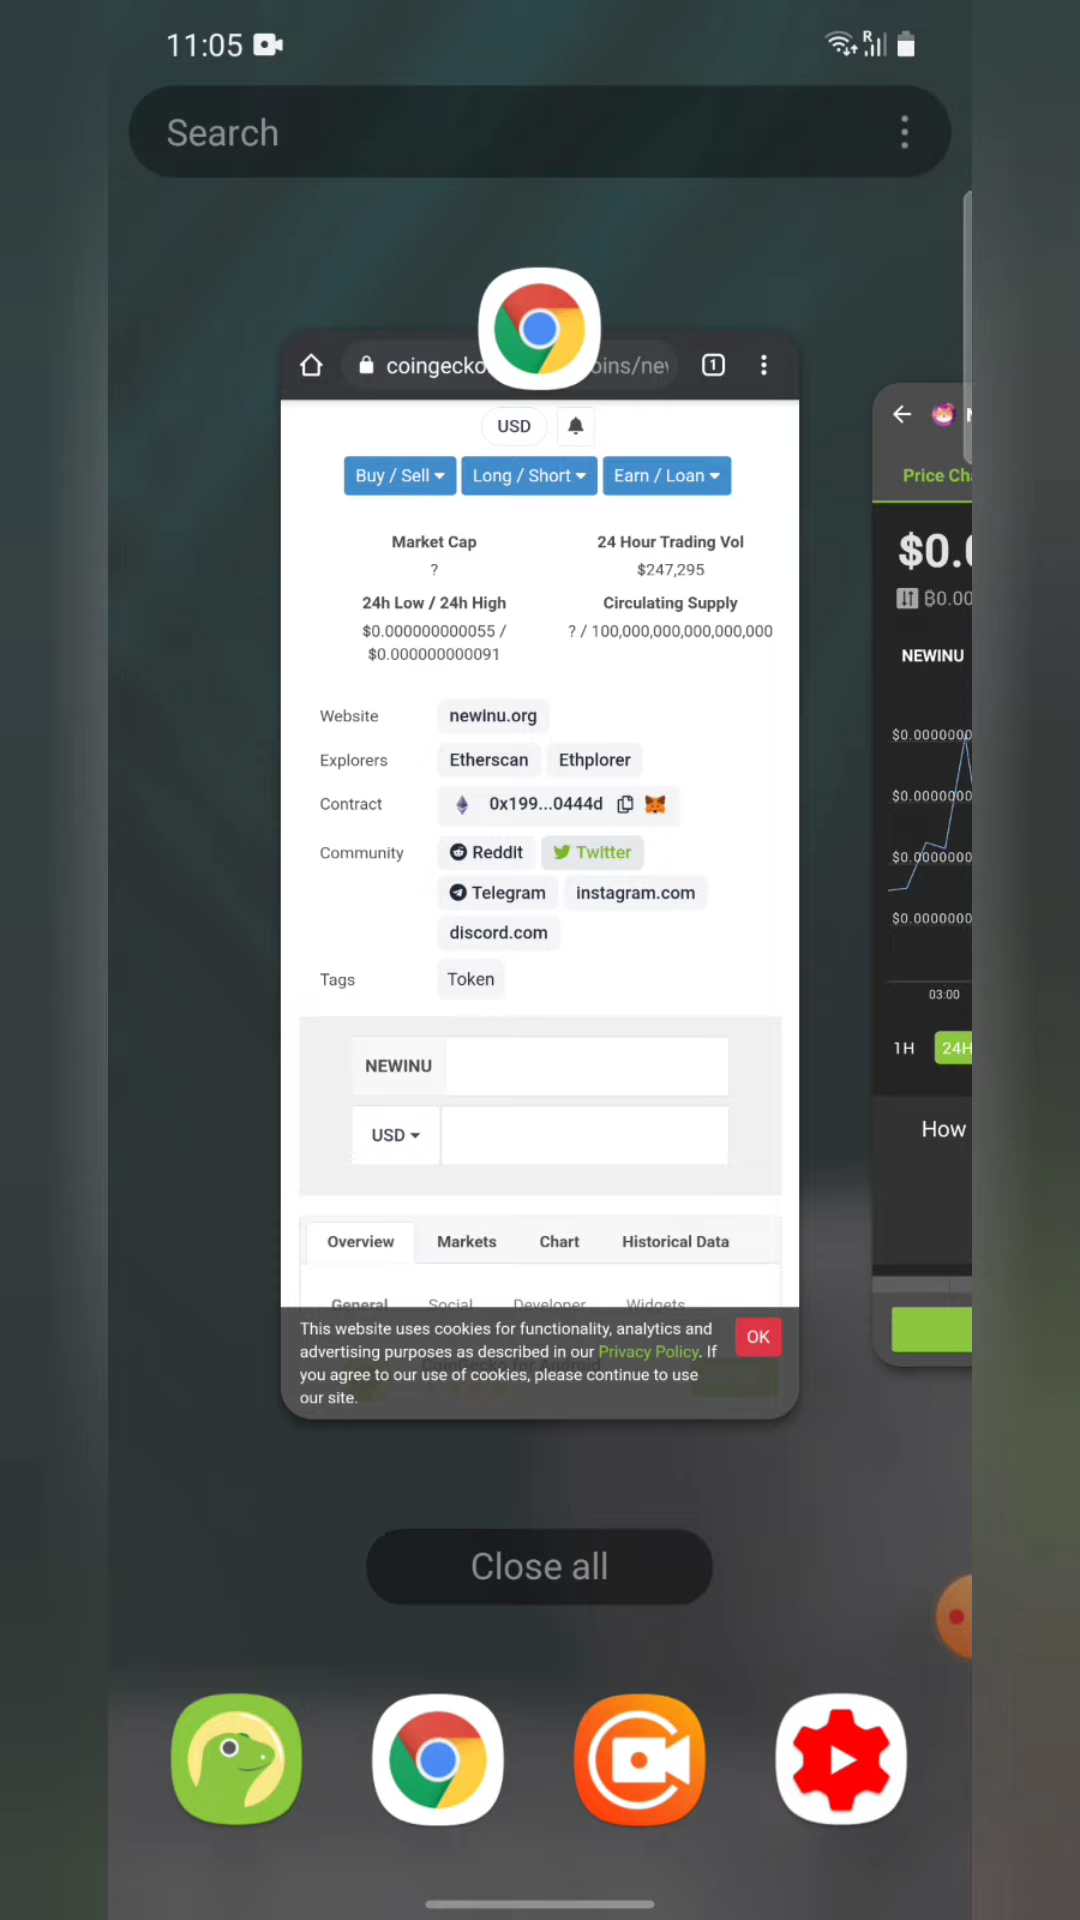 11:05
R
Search
coingecko
oins/nev
1
USD
Buy / Sell
Long / Short
Earn / Loan
Market Cap
24 Hour Trading Vol
?
$247,295
24h Low / 24h High
Circulating Supply
$0.000000000055 /
$0.000000000091
? / 100,000,000,000,000,000
Website
newinu.org
Explorers
Etherscan
Ethplorer
Contract
0x199...0444d
Community
Reddit
Twitter
Telegram
instagram.com
discord.com
Tags
Token
NEWINU
USD
Overview
Markets
Chart
Historical Data
General
Social
Developer
Widgets
This website uses cookies for functionality, analytics and
advertising purposes as described in our Privacy Policy. If
you agree to our use of cookies, please continue to use
our site.
OK
CoinGecko for Android
Price Ch
$0.0
₿0.00
NEWINU
$0.0000000
$0.0000000
$0.0000000
$0.0000000
03:00
1H
24H
How
Close all